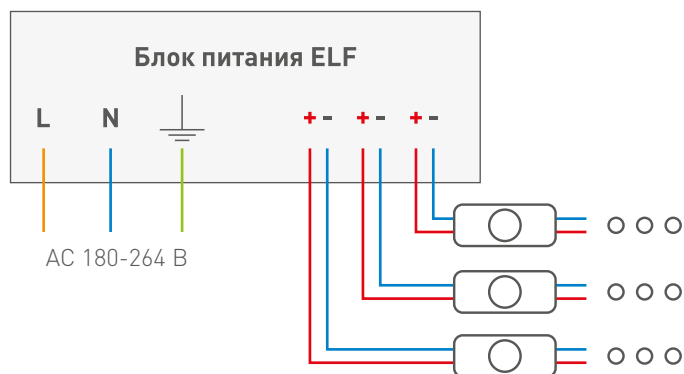 Блок питания ELF
L N + - + - + -
AC 180-264 В